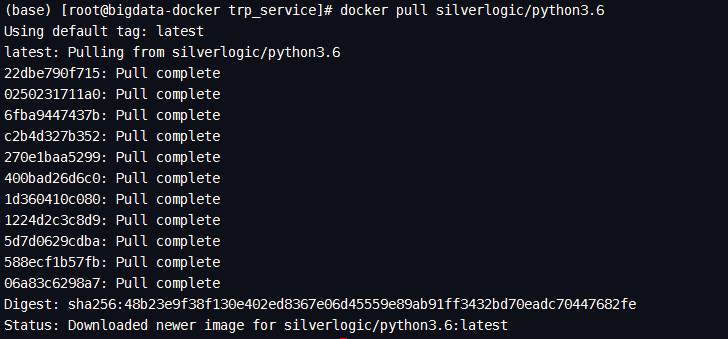 (base) [root@bigdata-docker trp_service]# docker pull silverlogic/python3.6
Using default tag: latest
latest: Pulling from silverlogic/python3.6
22dbe790f715: Pull complete
0250231711a0: Pull complete
6fba9447437b: Pull complete
c2b4d327b352: Pull complete
270e1baa5299: Pull complete
400bad26d6c0: Pull complete
1d360410c080: Pull complete
1224d2c3c8d9: Pull complete
5d7d0629cdba: Pull complete
588ecf1b57fb: Pull complete
06a83c6298a7: Pull complete
Digest: sha256:48b23e9f38f130e402ed8367e06d45559e89ab91ff3432bd70eadc70447682fe
Status: Downloaded newer image for silverlogic/python3.6:latest